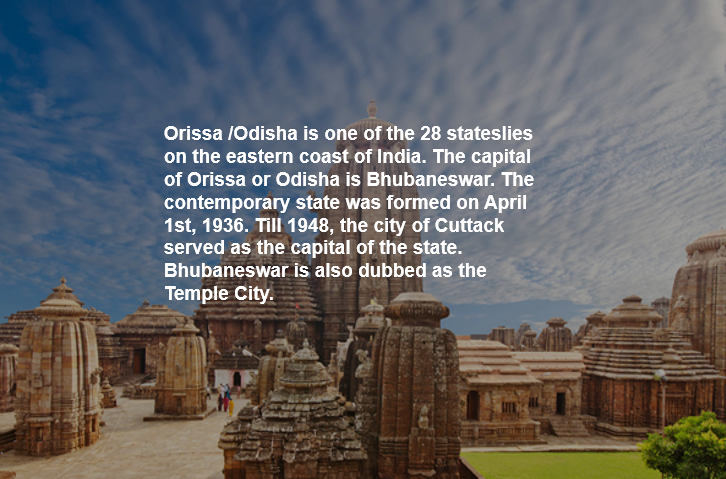 Orissa /Odisha is one of the 28 stateslies
on the eastern coast of India. The capital
of Orissa or Odisha is Bhubaneswar. The
contemporary state was formed on April
1st, 1936. Till 1948, the city of Cuttack
served as the capital of the state.
Bhubaneswar is also dubbed as the
Temple City.